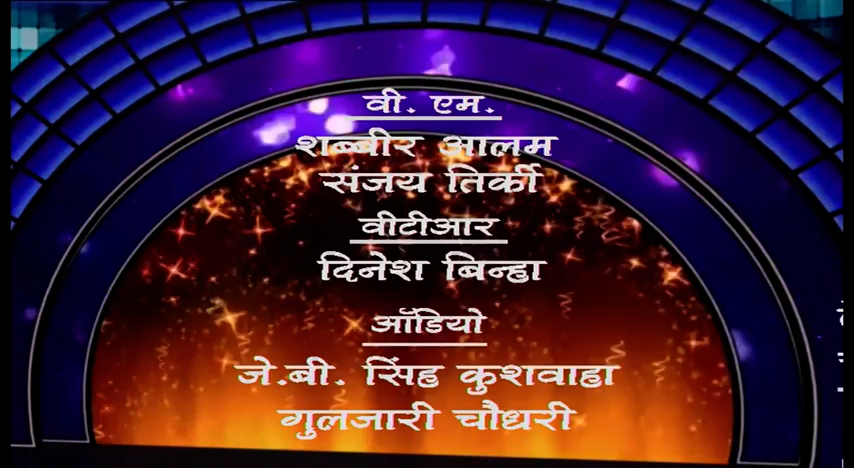 वी. एम.
शब्बीर आलम
संजय तिर्की
वीटीआर
दिनेश बिन्हा
ऑडियो
जे.बी. सिंह कुशवाहा
गुलजारी चौधरी